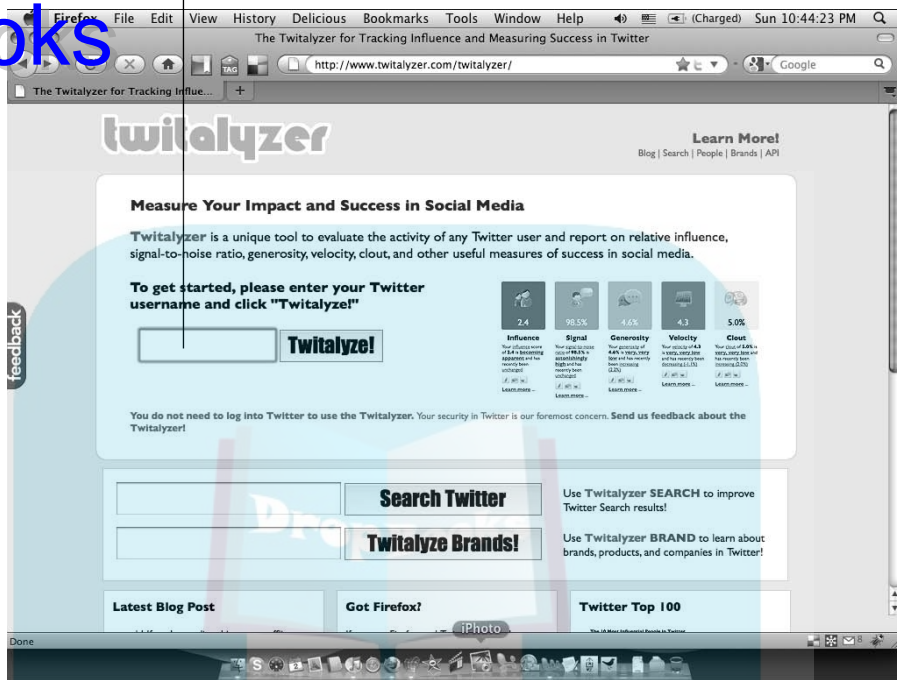 Firefox File Edit View History Delicious Bookmarks Tools Window Help (Charged) Sun 10:44:23 PM
oks
The Twitalyzer for Tracking Influence and Measuring Success in Twitter
TAG
http://www.twitalyzer.com/twitalyzer/
Google
The Twitalyzer for Tracking Influe...
twitalyzer
Learn More!
Blog | Search | People | Brands | API
Measure Your Impact and Success in Social Media
Twitalyzer is a unique tool to evaluate the activity of any Twitter user and report on relative influence,
signal-to-noise ratio, generosity, velocity, clout, and other useful measures of success in social media.
To get started, please enter your Twitter
username and click "Twitalyze!"
Twitalyze!
2.4 98.5% 4.6% 4.3 5.0%
Influence Signal Generosity Velocity Clout
Learn more ... Learn more ... Learn more ... Learn more ... Learn more ...
feedback
You do not need to log into Twitter to use the Twitalyzer. Your security in Twitter is our foremost concern. Send us feedback about the
Twitalyzer!
Search Twitter
Use Twitalyzer SEARCH to improve
Twitter Search results!
Twitalyze Brands!
Use Twitalyzer BRAND to learn about
brands, products, and companies in Twitter!
Latest Blog Post
Got Firefox?
Twitter Top 100
iPhoto
Done